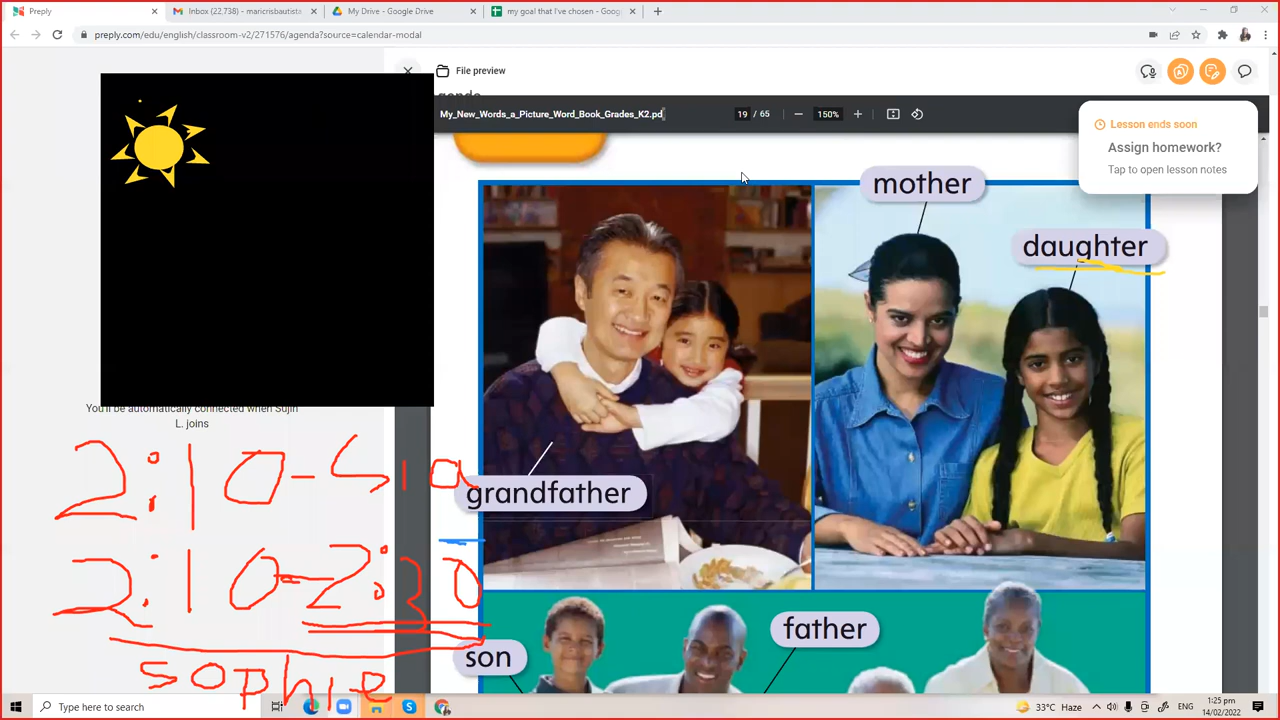 Preply
Inbox (22,738) - maricrisbautista
My Drive - Google Drive
my goal that I've chosen - Goog
preply.com/edu/english/classroom-v2/271576/agenda?source=calendar-modal
File preview
My_New_Words_a_Picture_Word_Book_Grades_K2.pd
19 / 65
150%
Lesson ends soon
Assign homework?
Tap to open lesson notes
mother
daughter
grandfather
father
son
You'll be automatically connected when Sujin
L. joins
2:10-Sia
2:10-2:30
sophie
Type here to search
33°C Haze
ENG
1:25 pm
14/02/2022